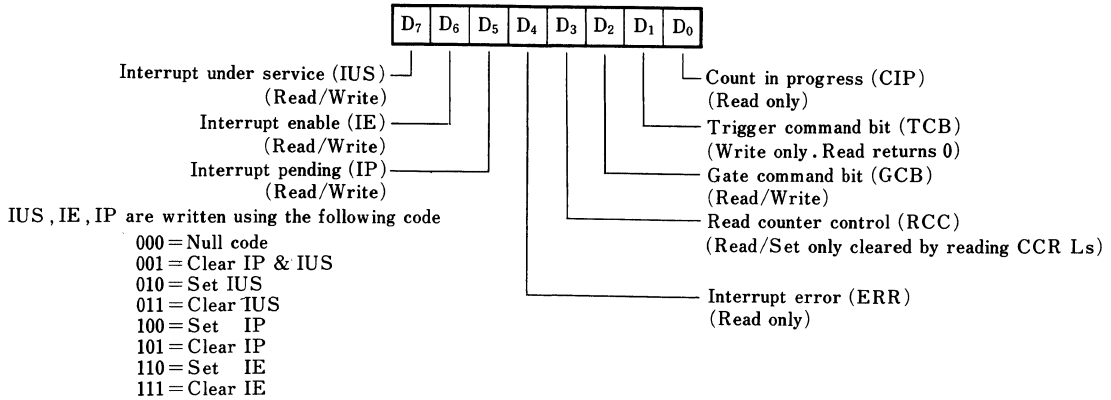 D7 D6 D5 D4 D3 D2 D1 D0
Interrupt under service (IUS)
(Read/Write)
Interrupt enable (IE)
(Read/Write)
Interrupt pending (IP)
(Read/Write)
IUS, IE, IP are written using the following code
000=Null code
001=Clear IP & IUS
010=Set IUS
011=Clear IUS
100=Set IP
101=Clear IP
110=Set IE
111=Clear IE
Count in progress (CIP)
(Read only)
Trigger command bit (TCB)
(Write only. Read returns 0)
Gate command bit (GCB)
(Read/Write)
Read counter control (RCC)
(Read/Set only cleared by reading CCR Ls)
Interrupt error (ERR)
(Read only)